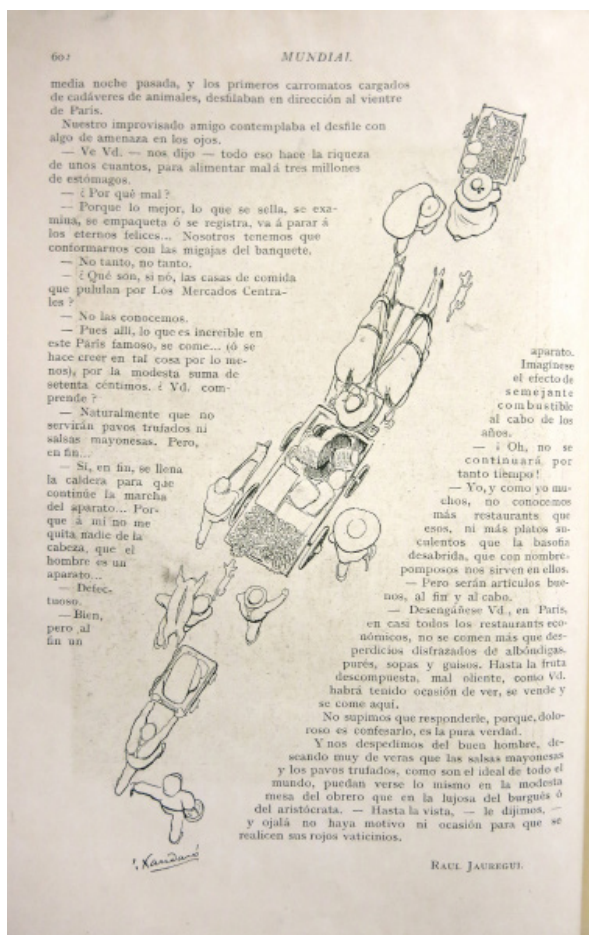 602
MUNDIAL
media noche pasada, y los primeros carromatos cargados
de cadáveres de animales, desfilaban en dirección al vientre
de París.
Nuestro improvisado amigo contemplaba el desfile con
algo de amenaza en los ojos.
— Ve Vd. — nos dijo — todo eso hace la riqueza
de unos cuantos, para alimentar mal á tres millones
de estómagos.
— ¿ Por qué mal ?
— Porque lo mejor, lo que se sella, se exa-
mina, se empaqueta ó se registra, va á parar á
los eternos felices... Nosotros tenemos que
conformarnos con las migajas del banquete.
— No tanto, no tanto.
— ¿ Qué són, si nó, las casas de comida
que pululan por Los Mercados Centra-
les ?
— No las conocemos.
— Pues allí, lo que es increible en
este París famoso, se come... (ó se
hace creer en tal cosa por lo me-
nos), por la modesta suma de
setenta céntimos. ¿ Vd. com-
prende ?
— Naturalmente que no
servirán pavos trufados ni
salsas mayonesas. Pero,
en fin...
— Si, en fin, se llena
la caldera para que
continúe la marcha
del aparato... Por-
que á mí no me
quita nadie de la
cabeza, que el
hombre es un
aparato...
— Defec-
tuoso.
— Bien,
pero al
fin un
aparato.
Imagínese
el efecto de
semejante
combustible
al cabo de los
años.
— ¡ Oh, no se
continuará por
tanto tiempo !
— Yo, y como yo mu-
chos, no conocemos
más restaurants que
esos, ni más platos su-
culentos que la basofia
desabrida, que con nombres
pomposos nos sirven en ellos.
— Pero serán artículos bue-
nos, al fin y al cabo.
— Desengáñese Vd., en París,
en casi todos los restaurants eco-
nómicos, no se comen más que des-
perdicios disfrazados de albóndigas,
purés, sopas y guisos. Hasta la fruta
descompuesta, mal oliente, como Vd.
habrá tenido ocasión de ver, se vende y
se come aquí.
No supimos que responderle, porque, dolo-
roso es confesarlo, es la pura verdad.
Y nos despedimos del buen hombre, de-
seando muy de veras que las salsas mayonesas
y los pavos trufados, como son el ideal de todo el
mundo, puedan verse lo mismo en la modesta
mesa del obrero que en la lujosa del burgués ó
del aristócrata. — Hasta la vista, — le dijimos, —
y ojalá no haya motivo ni ocasión para que se
realicen sus rojos vaticinios.
Xaudaró
RAUL JAUREGUI.